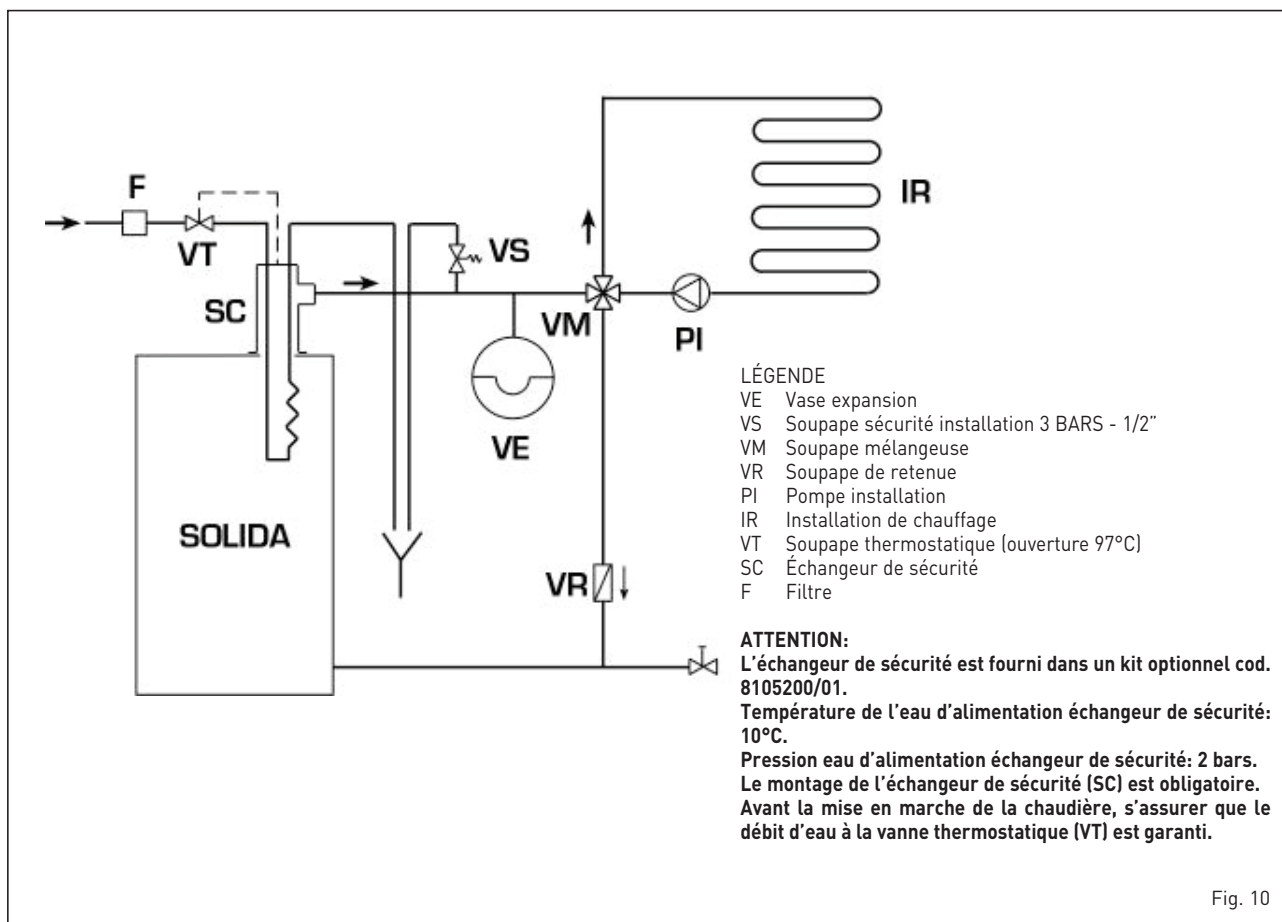 F
VT
VS
SC
VM
PI
IR
VE
SOLIDA
VR
LÉGENDE
VE Vase expansion
VS Soupape sécurité installation 3 BARS - 1/2”
VM Soupape mélangeuse
VR Soupape de retenue
PI Pompe installation
IR Installation de chauffage
VT Soupape thermostatique (ouverture 97°C)
SC Échangeur de sécurité
F Filtre
ATTENTION:
L’échangeur de sécurité est fourni dans un kit optionnel cod.
8105200/01.
Température de l’eau d’alimentation échangeur de sécurité:
10°C.
Pression eau d’alimentation échangeur de sécurité: 2 bars.
Le montage de l’échangeur de sécurité (SC) est obligatoire.
Avant la mise en marche de la chaudière, s’assurer que le
débit d’eau à la vanne thermostatique (VT) est garanti.
Fig. 10